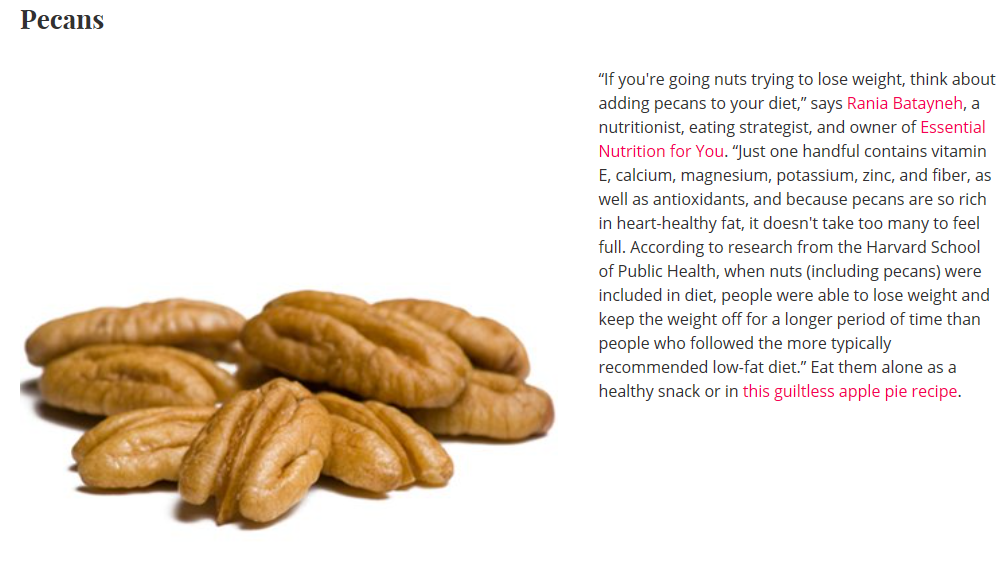 Pecans
“If you're going nuts trying to lose weight, think about
adding pecans to your diet,” says Rania Batayneh, a
nutritionist, eating strategist, and owner of Essential
Nutrition for You. “Just one handful contains vitamin
E, calcium, magnesium, potassium, zinc, and fiber, as
well as antioxidants, and because pecans are so rich
in heart-healthy fat, it doesn't take too many to feel
full. According to research from the Harvard School
of Public Health, when nuts (including pecans) were
included in diet, people were able to lose weight and
keep the weight off for a longer period of time than
people who followed the more typically
recommended low-fat diet.” Eat them alone as a
healthy snack or in this guiltless apple pie recipe.